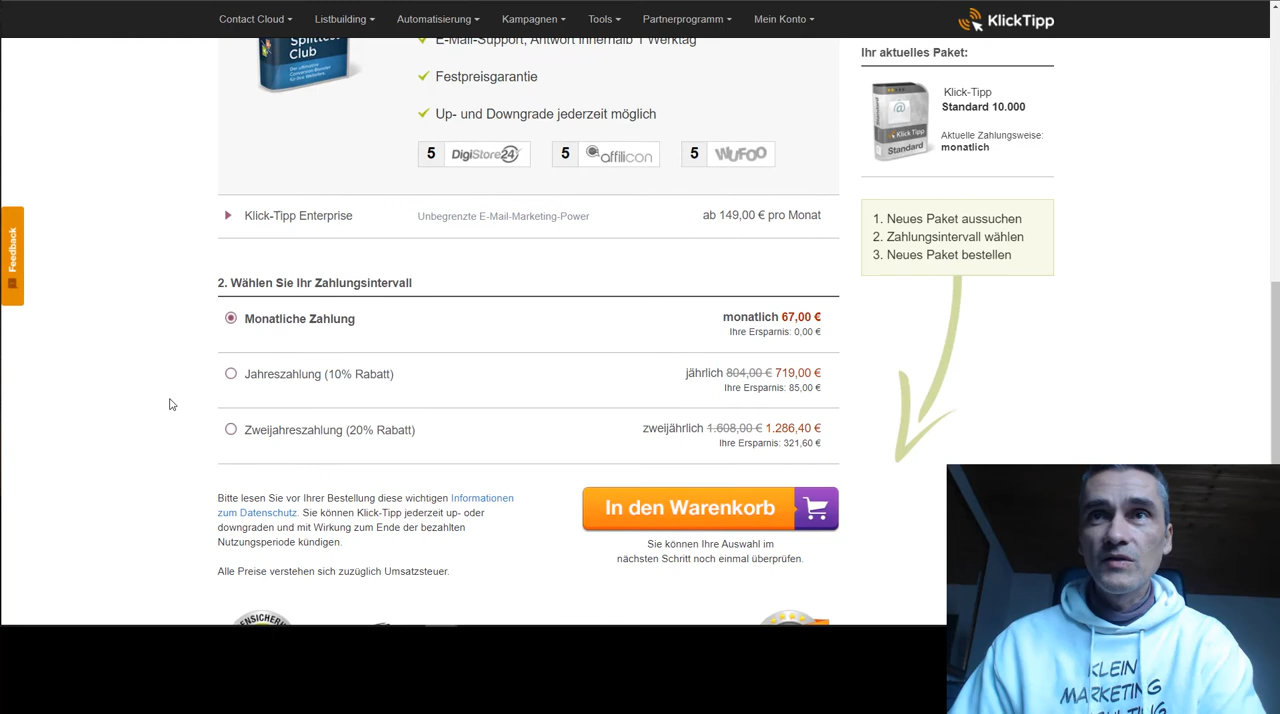 Contact Cloud Listbuilding Automatisierung Kampagnen Tools Partnerprogramm Mein Konto KlickTipp
Splittest
Club
E-Mail-Support, Antwort innerhalb 1 Werktag
Festpreisgarantie
Up- und Downgrade jederzeit möglich
5 DigiStore24 5 affilicon 5 WUFOO
Klick-Tipp Enterprise Unbegrenzte E-Mail-Marketing-Power ab 149,00 € pro Monat
2. Wählen Sie Ihr Zahlungsintervall
Monatliche Zahlung monatlich 67,00 €
Ihre Ersparnis: 0,00 €
Jahreszahlung (10% Rabatt) jährlich 804,00 € 719,00 €
Ihre Ersparnis: 85,00 €
Zweijahreszahlung (20% Rabatt) zweijährlich 1.608,00 € 1.286,40 €
Ihre Ersparnis: 321,60 €
Bitte lesen Sie vor Ihrer Bestellung diese wichtigen Informationen
zum Datenschutz. Sie können Klick-Tipp jederzeit up- oder
downgraden und mit Wirkung zum Ende der bezahlten
Nutzungsperiode kündigen.
Alle Preise verstehen sich zuzüglich Umsatzsteuer.
In den Warenkorb
Sie können Ihre Auswahl im
nächsten Schritt noch einmal überprüfen.
Ihr aktuelles Paket:
Klick-Tipp
Standard 10.000
Aktuelle Zahlungsweise:
monatlich
@
Klick Tipp
Standard
1. Neues Paket aussuchen
2. Zahlungsintervall wählen
3. Neues Paket bestellen
Feedback
KLEIN
MARKETING